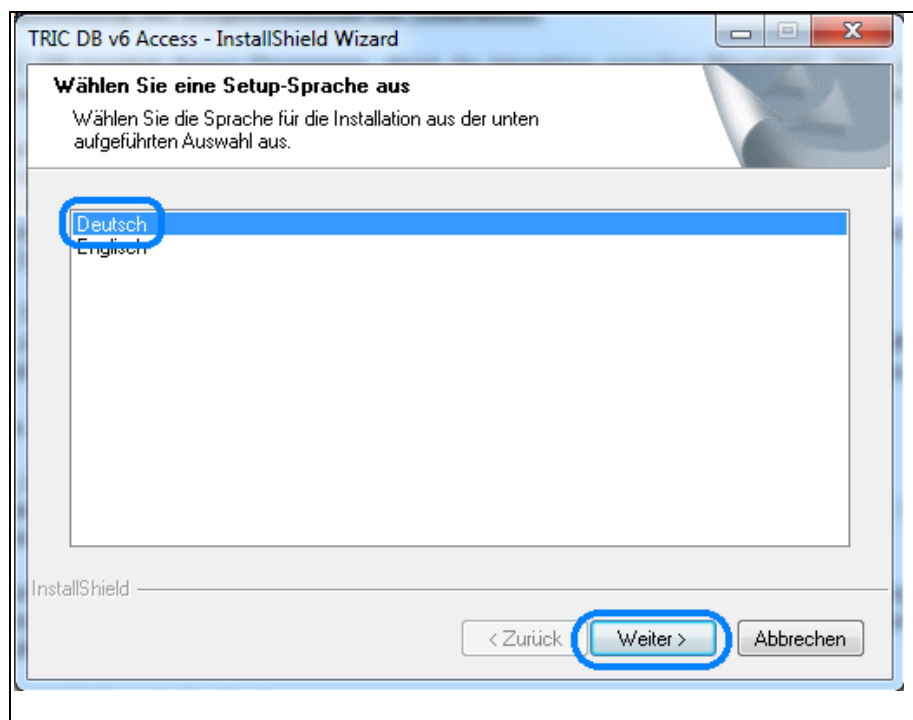 TRIC DB v6 Access - InstallShield Wizard
Wählen Sie eine Setup-Sprache aus
Wählen Sie die Sprache für die Installation aus der unten
aufgeführten Auswahl aus.
Deutsch
Englisch
InstallShield
< Zurück
Weiter >
Abbrechen